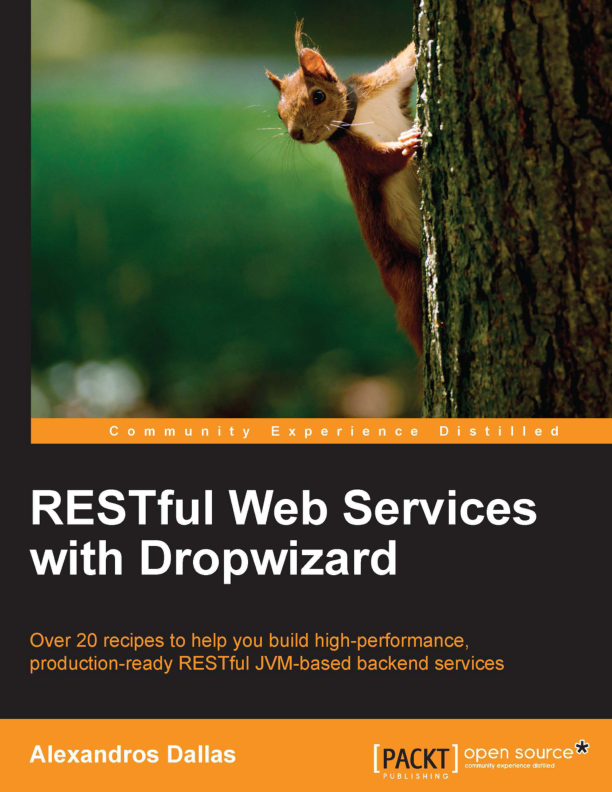 Community Experience Distilled
RESTful Web Services
with Dropwizard
Over 20 recipes to help you build high-performance,
production-ready RESTful JVM-based backend services
Alexandros Dallas
[PACKT] open source*
PUBLISHING community experience distilled